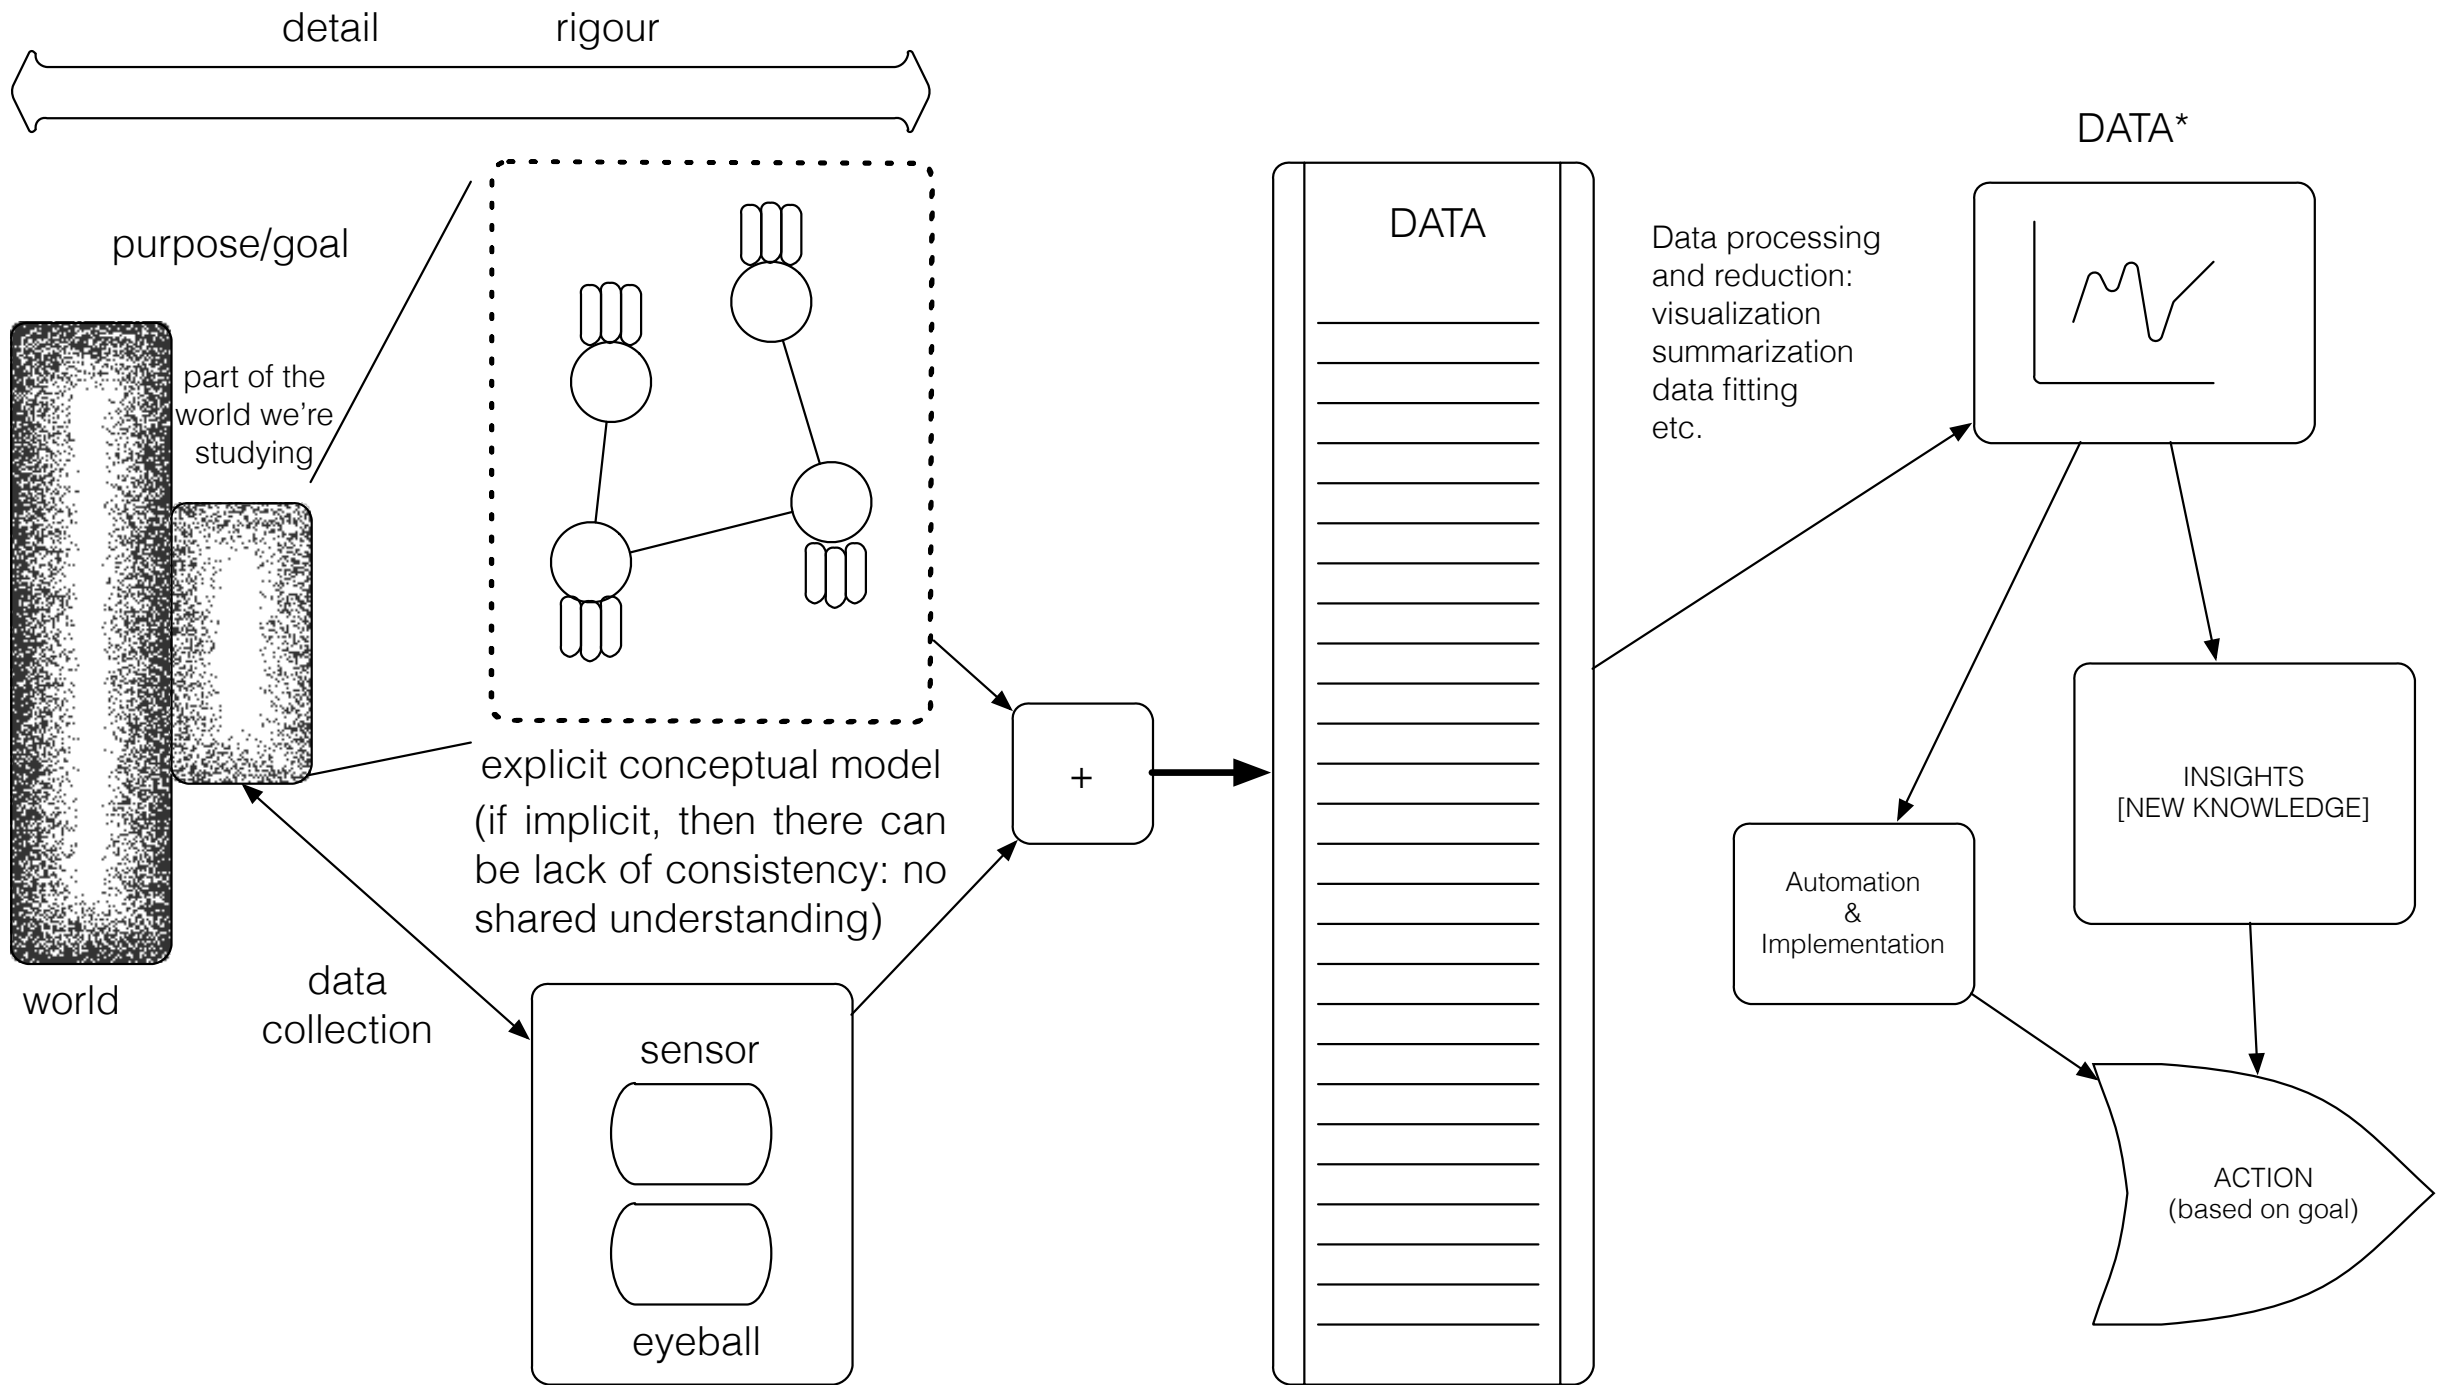 detail
rigour
purpose/goal
part of the
world we’re
studying
world
explicit conceptual model
(if implicit, then there can
be lack of consistency: no
shared understanding)
data
collection
sensor
eyeball
+
DATA
Data processing
and reduction:
visualization
summarization
data fitting
etc.
DATA*
Automation
&
Implementation
INSIGHTS
[NEW KNOWLEDGE]
ACTION
(based on goal)